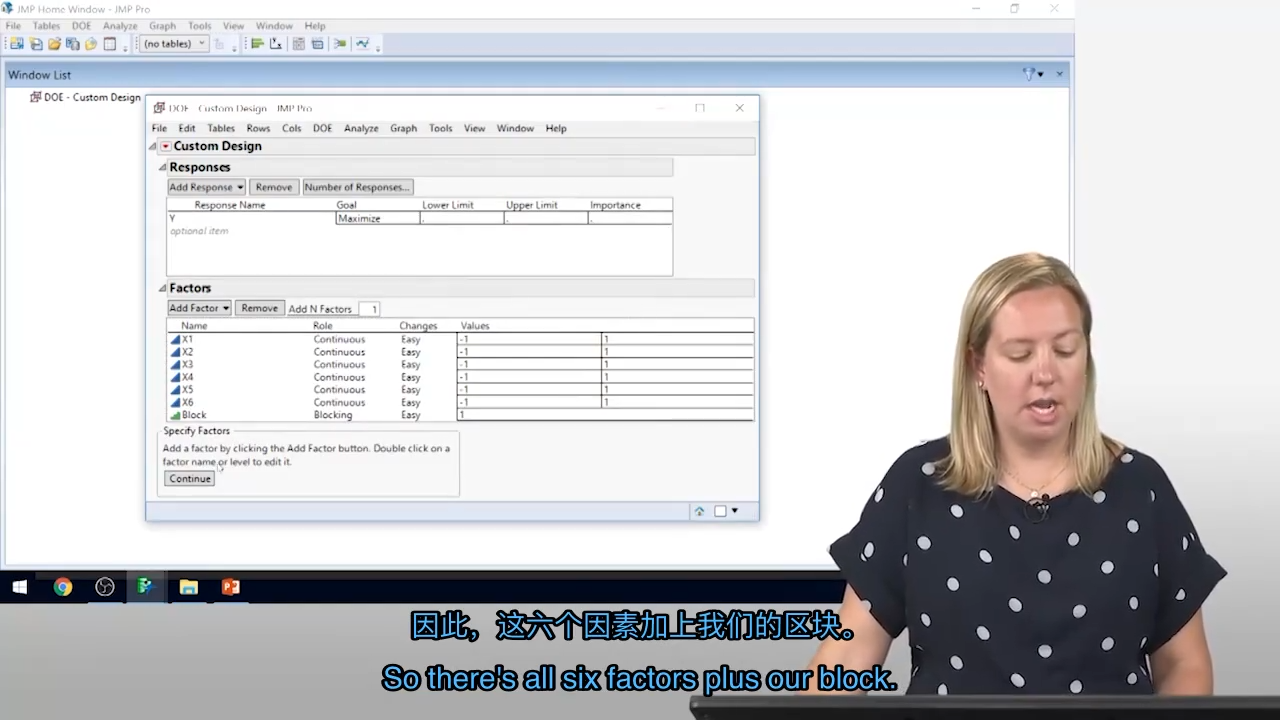 JMP Home Window - JMP Pro
File Tables DOE Analyze Graph Tools View Window Help
(no tables)
Window List
DOE - Custom Design
DOE - Custom Design - JMP Pro
File Edit Tables Rows Cols DOE Analyze Graph Tools View Window Help
Custom Design
Responses
Add Response Remove Number of Responses...
Response Name Goal Lower Limit Upper Limit Importance
Y Maximize . . .
optional item
Factors
Add Factor Remove Add N Factors 1
Name Role Changes Values
X1 Continuous Easy -1 1
X2 Continuous Easy -1 1
X3 Continuous Easy -1 1
X4 Continuous Easy -1 1
X5 Continuous Easy -1 1
X6 Continuous Easy -1 1
Block Blocking Easy 1
Specify Factors
Add a factor by clicking the Add Factor button. Double click on a
factor name or level to edit it.
Continue
因此，这六个因素加上我们的区块。
So there's all six factors plus our block.